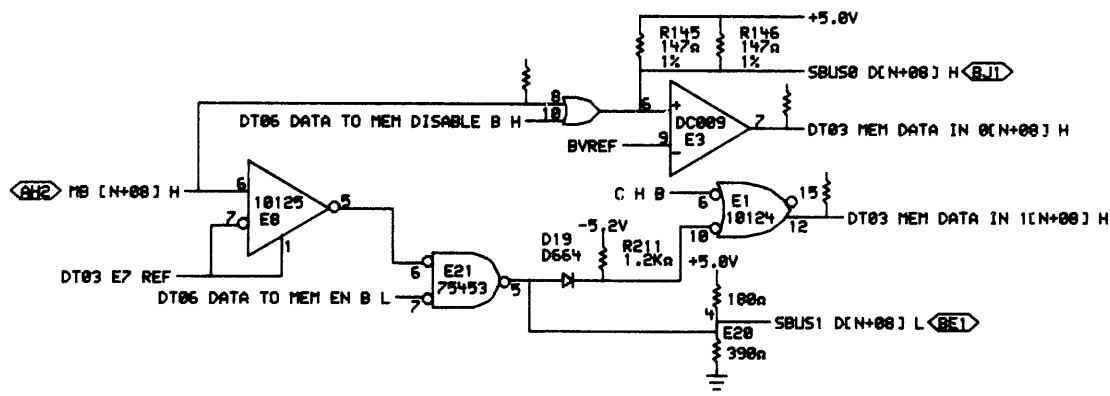 +5.0V
R145
147Ω
1%
R146
147Ω
1%
SBUS0 D[N+08] H BJ1
8
10
6
+
DC009
E3
7
DT06 DATA TO MEM DISABLE B H
BVREF
9
-
DT03 MEM DATA IN 0[N+08] H
AH2 MB [N+08] H
6
10125
E8
5
7
1
C H B
6
E1
10124
15
10
12
DT03 MEM DATA IN 1[N+08] H
-5.2V
D19
D664
R211
1.2KΩ
+5.0V
DT03 E7 REF
6
E21
75453
5
DT06 DATA TO MEM EN B L
7
180Ω
4
SBUS1 D[N+08] L BE1
E20
390Ω